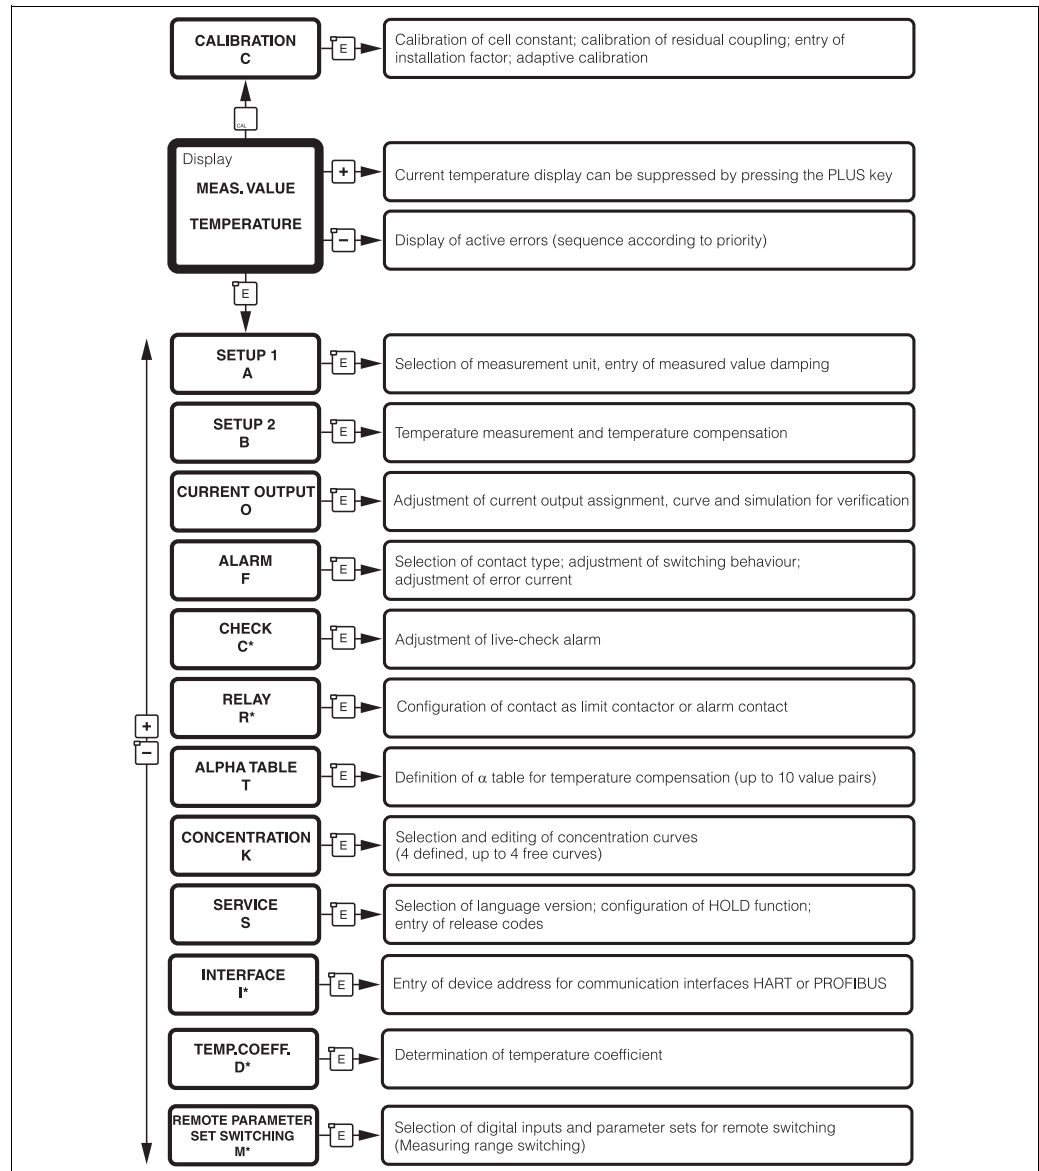 CALIBRATION
C
E
Calibration of cell constant; calibration of residual coupling; entry of
installation factor; adaptive calibration
CAL
Display
MEAS. VALUE
TEMPERATURE
+
Current temperature display can be suppressed by pressing the PLUS key
−
Display of active errors (sequence according to priority)
E
SETUP 1
A
E
Selection of measurement unit, entry of measured value damping
SETUP 2
B
E
Temperature measurement and temperature compensation
CURRENT OUTPUT
O
E
Adjustment of current output assignment, curve and simulation for verification
ALARM
F
E
Selection of contact type; adjustment of switching behaviour;
adjustment of error current
CHECK
C*
E
Adjustment of live-check alarm
RELAY
R*
E
Configuration of contact as limit contactor or alarm contact
+
−
ALPHA TABLE
T
E
Definition of α table for temperature compensation (up to 10 value pairs)
CONCENTRATION
K
E
Selection and editing of concentration curves
(4 defined, up to 4 free curves)
SERVICE
S
E
Selection of language version; configuration of HOLD function;
entry of release codes
INTERFACE
I*
E
Entry of device address for communication interfaces HART or PROFIBUS
TEMP.COEFF.
D*
E
Determination of temperature coefficient
REMOTE PARAMETER
SET SWITCHING
M*
E
Selection of digital inputs and parameter sets for remote switching
(Measuring range switching)